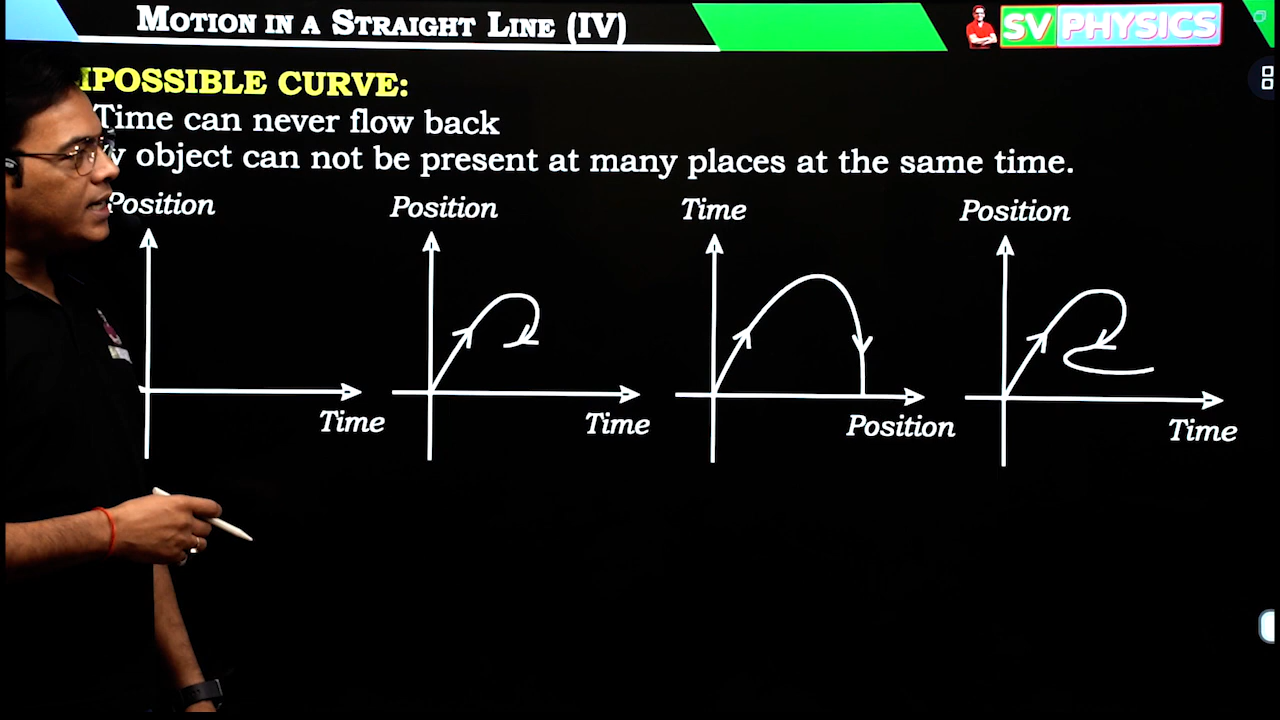 MOTION IN A STRAIGHT LINE (IV)
SV PHYSICS
MPOSSIBLE CURVE:
Time can never flow back
object can not be present at many places at the same time.
Position Position Time Position
Time Time Position Time